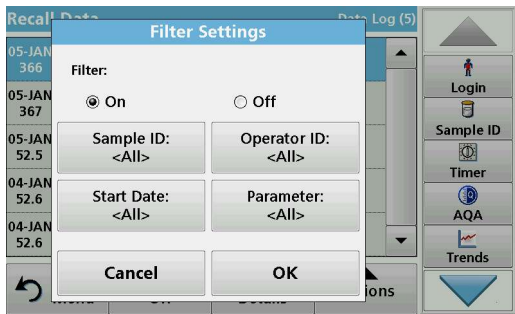 Recall Data
Data Log (5)
Filter Settings
05-JAN
366
05-JAN
367
05-JAN
52.5
04-JAN
52.6
04-JAN
52.6
Filter:
On
Off
Sample ID:
<All>
Operator ID:
<All>
Start Date:
<All>
Parameter:
<All>
Cancel
OK
Login
Sample ID
Timer
AQA
Trends